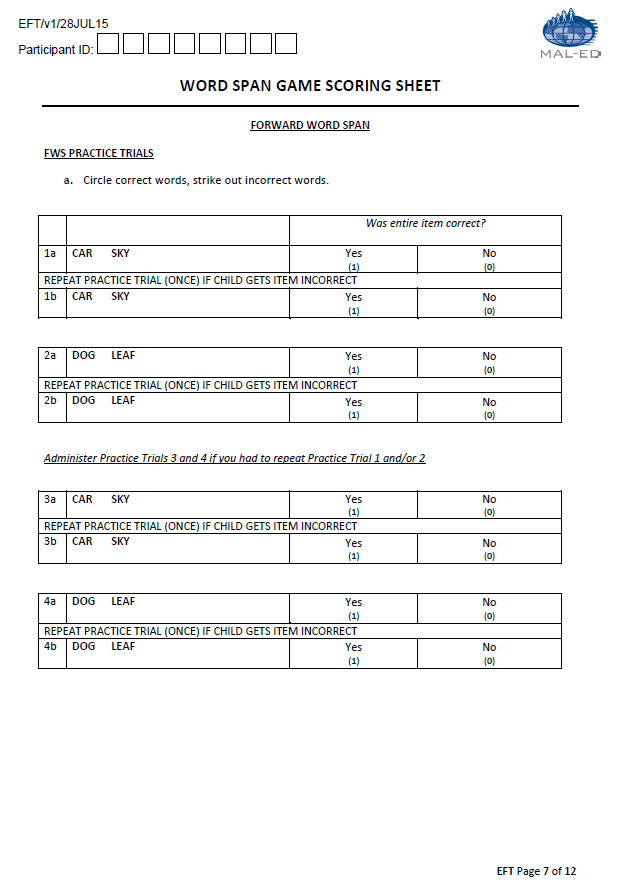 EFT/v1/28JUL15
Participant ID:
MAL-ED
WORD SPAN GAME SCORING SHEET
FORWARD WORD SPAN
FWS PRACTICE TRIALS
a. Circle correct words, strike out incorrect words.
Was entire item correct?
1a CAR SKY Yes No
(1) (0)
REPEAT PRACTICE TRIAL (ONCE) IF CHILD GETS ITEM INCORRECT
1b CAR SKY Yes No
(1) (0)
2a DOG LEAF Yes No
(1) (0)
REPEAT PRACTICE TRIAL (ONCE) IF CHILD GETS ITEM INCORRECT
2b DOG LEAF Yes No
(1) (0)
Administer Practice Trials 3 and 4 if you had to repeat Practice Trial 1 and/or 2
3a CAR SKY Yes No
(1) (0)
REPEAT PRACTICE TRIAL (ONCE) IF CHILD GETS ITEM INCORRECT
3b CAR SKY Yes No
(1) (0)
4a DOG LEAF Yes No
(1) (0)
REPEAT PRACTICE TRIAL (ONCE) IF CHILD GETS ITEM INCORRECT
4b DOG LEAF Yes No
(1) (0)
EFT Page 7 of 12